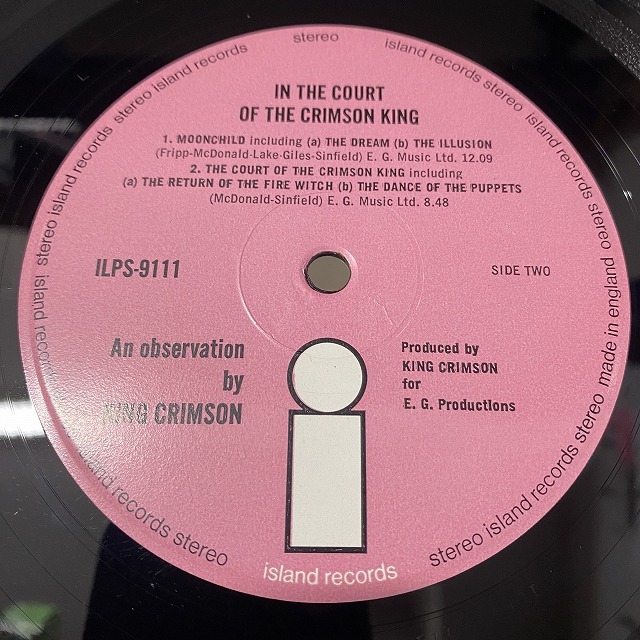 stereo
stereo island records stereo island records stereo island records
island records stereo island records stereo made in england
IN THE COURT
OF THE CRIMSON KING
1. MOONCHILD including (a) THE DREAM (b) THE ILLUSION
(Fripp-McDonald-Lake-Giles-Sinfield) E. G. Music Ltd. 12.09
2. THE COURT OF THE CRIMSON KING including
(a) THE RETURN OF THE FIRE WITCH (b) THE DANCE OF THE PUPPETS
(McDonald-Sinfield) E. G. Music Ltd. 8.48
ILPS-9111
SIDE TWO
An observation
by
KING CRIMSON
Produced by
KING CRIMSON
for
E. G. Productions
i
island records stereo
stereo island records stereo
island records